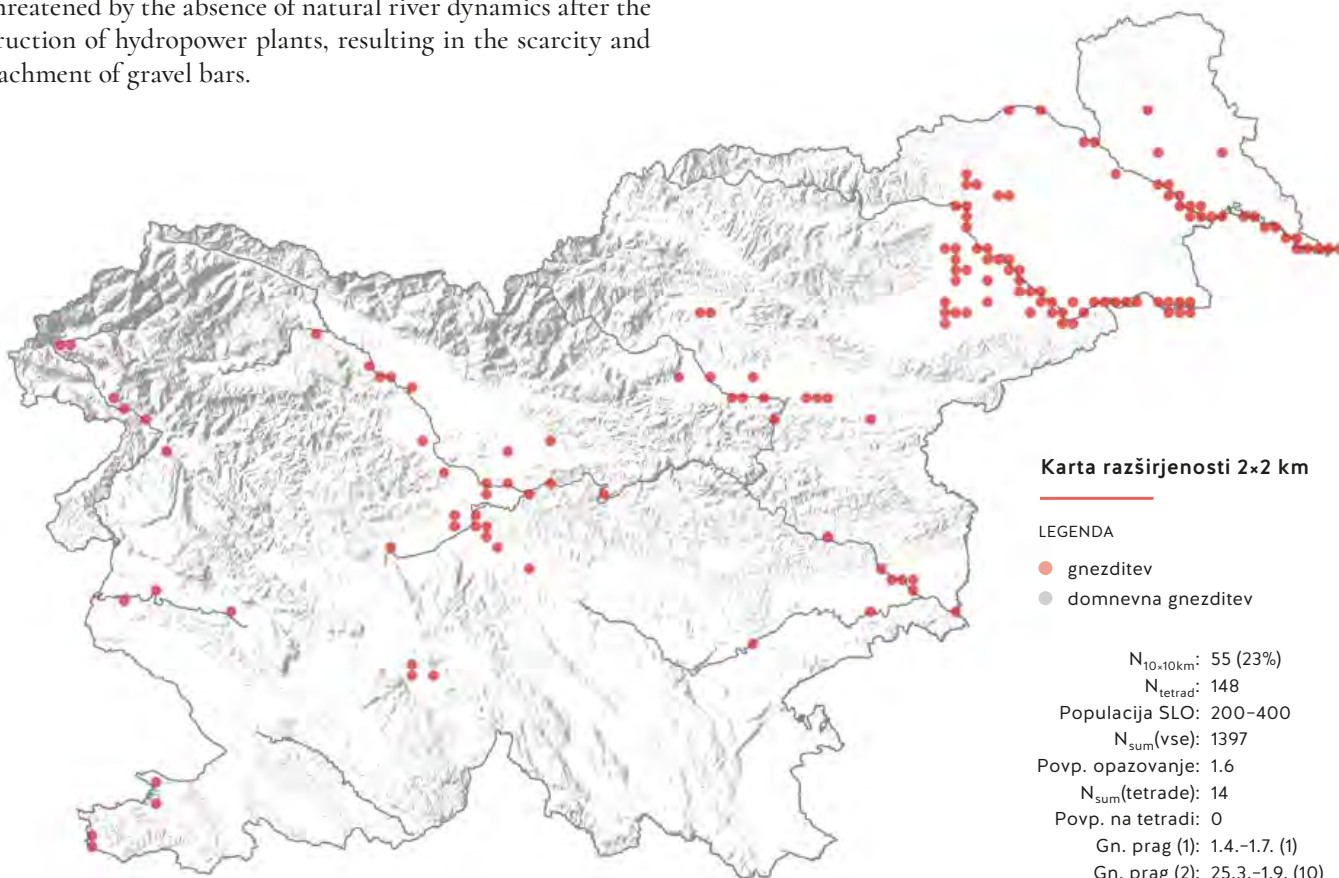 threatened by the absence of natural river dynamics after the
ruction of hydropower plants, resulting in the scarcity and
achment of gravel bars.
Karta razširjenosti 2×2 km
LEGENDA
gnezditev
domnevna gnezditev
N10×10km: 55 (23%)
Ntetrad: 148
Populacija SLO: 200–400
Nsum(vse): 1397
Povp. opazovanje: 1.6
Nsum(tetrade): 14
Povp. na tetradi: 0
Gn. prag (1): 1.4.–1.7. (1)
Gn. prag (2): 25.3.–1.9. (10)